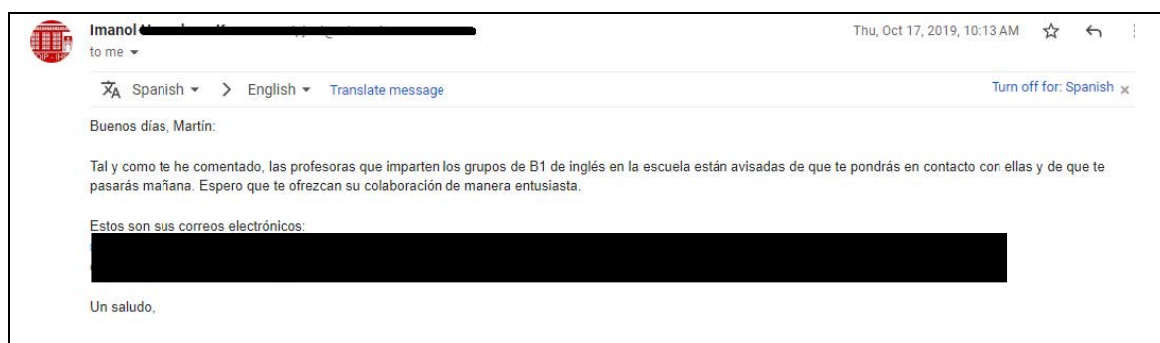 Imanol
Thu, Oct 17, 2019, 10:13 AM
to me
Spanish > English Translate message
Turn off for: Spanish x
Buenos días, Martín:
Tal y como te he comentado, las profesoras que imparten los grupos de B1 de inglés en la escuela están avisadas de que te pondrás en contacto con ellas y de que te
pasarás mañana. Espero que te ofrezcan su colaboración de manera entusiasta.
Estos son sus correos electrónicos:
Un saludo,